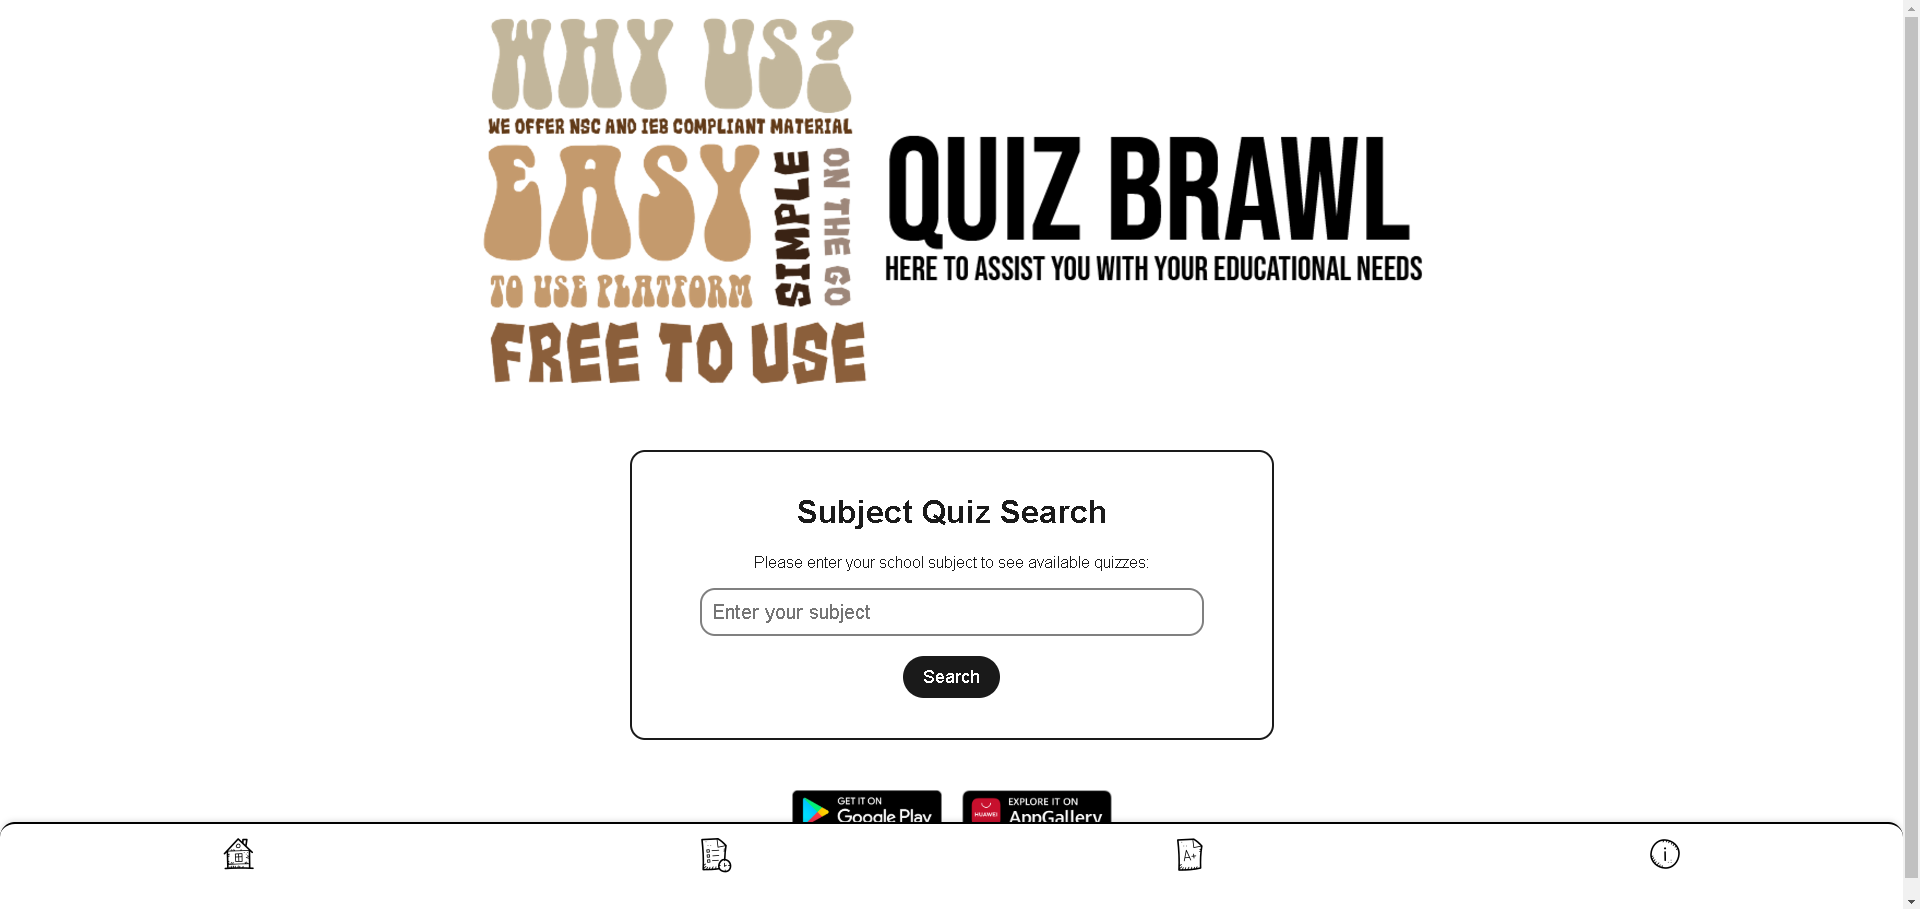 WHY US?
WE OFFER NSC AND IEB COMPLIANT MATERIAL
EASY
TO USE PLATFORM
SIMPLE
ON THE GO
FREE TO USE
QUIZ BRAWL
HERE TO ASSIST YOU WITH YOUR EDUCATIONAL NEEDS
Subject Quiz Search
Please enter your school subject to see available quizzes:
Enter your subject
Search
GET IT ON
Google Play
HUAWEI
EXPLORE IT ON
AppGallery
A+
i